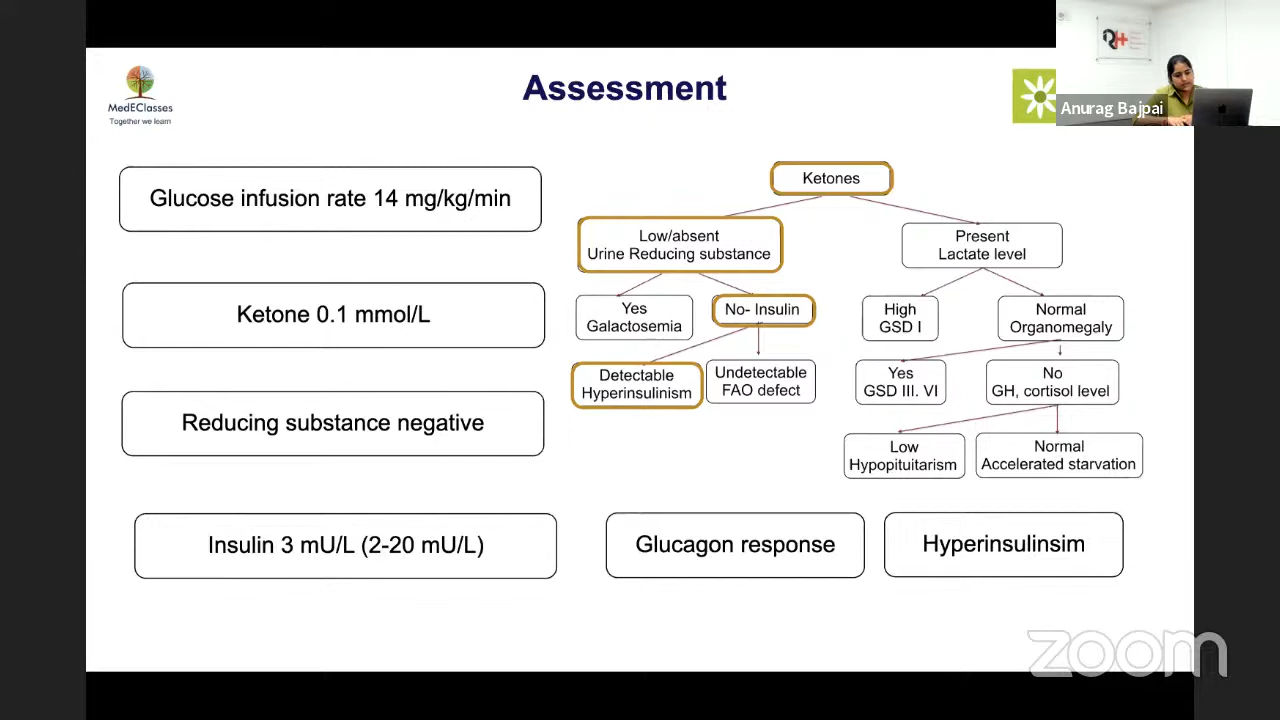 MedEClasses
Together we learn
Assessment
Anurag Bajpai
Glucose infusion rate 14 mg/kg/min
Ketone 0.1 mmol/L
Reducing substance negative
Insulin 3 mU/L (2-20 mU/L)
Ketones
Low/absent
Urine Reducing substance
Present
Lactate level
Yes
Galactosemia
No- Insulin
High
GSD I
Normal
Organomegaly
Detectable
Hyperinsulinism
Undetectable
FAO defect
Yes
GSD III. VI
No
GH, cortisol level
Low
Hypopituitarism
Normal
Accelerated starvation
Glucagon response
Hyperinsulinsim
zoom